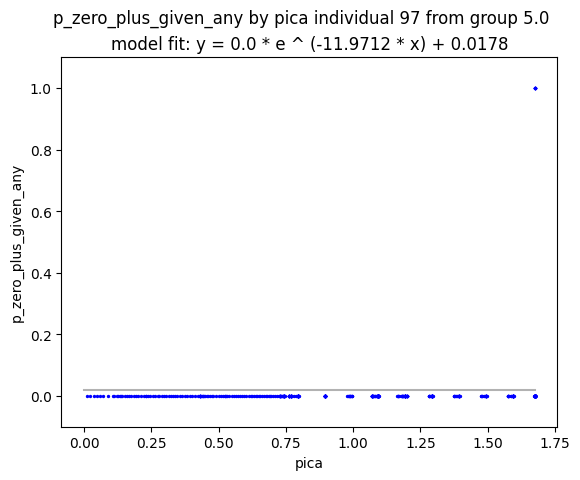 p_zero_plus_given_any by pica individual 97 from group 5.0
model fit: y = 0.0 * e ^ (-11.9712 * x) + 0.0178
1.0
0.8
0.6
0.4
0.2
0.0
p_zero_plus_given_any
0.00 0.25 0.50 0.75 1.00 1.25 1.50 1.75
pica